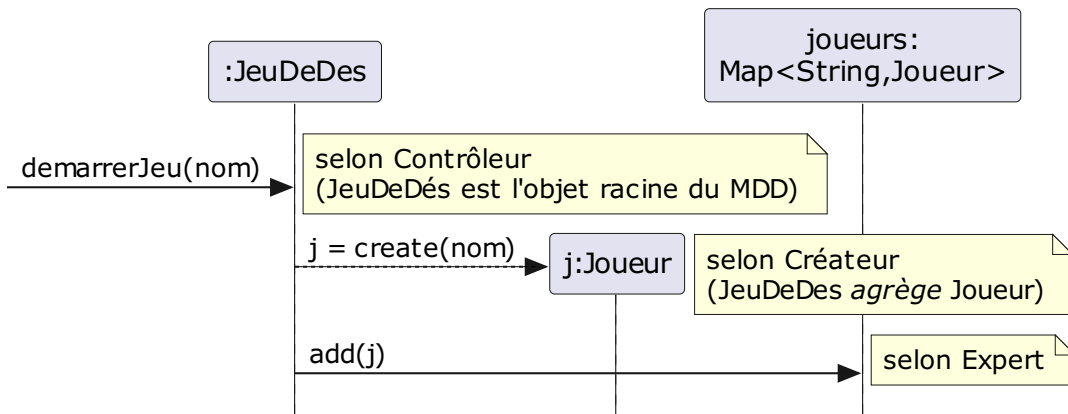 :JeuDeDes
joueurs:
Map<String,Joueur>
demarrerJeu(nom)
selon Contrôleur
(JeuDeDés est l'objet racine du MDD)
j = create(nom)
j:Joueur
selon Créateur
(JeuDeDes agrège Joueur)
add(j)
selon Expert